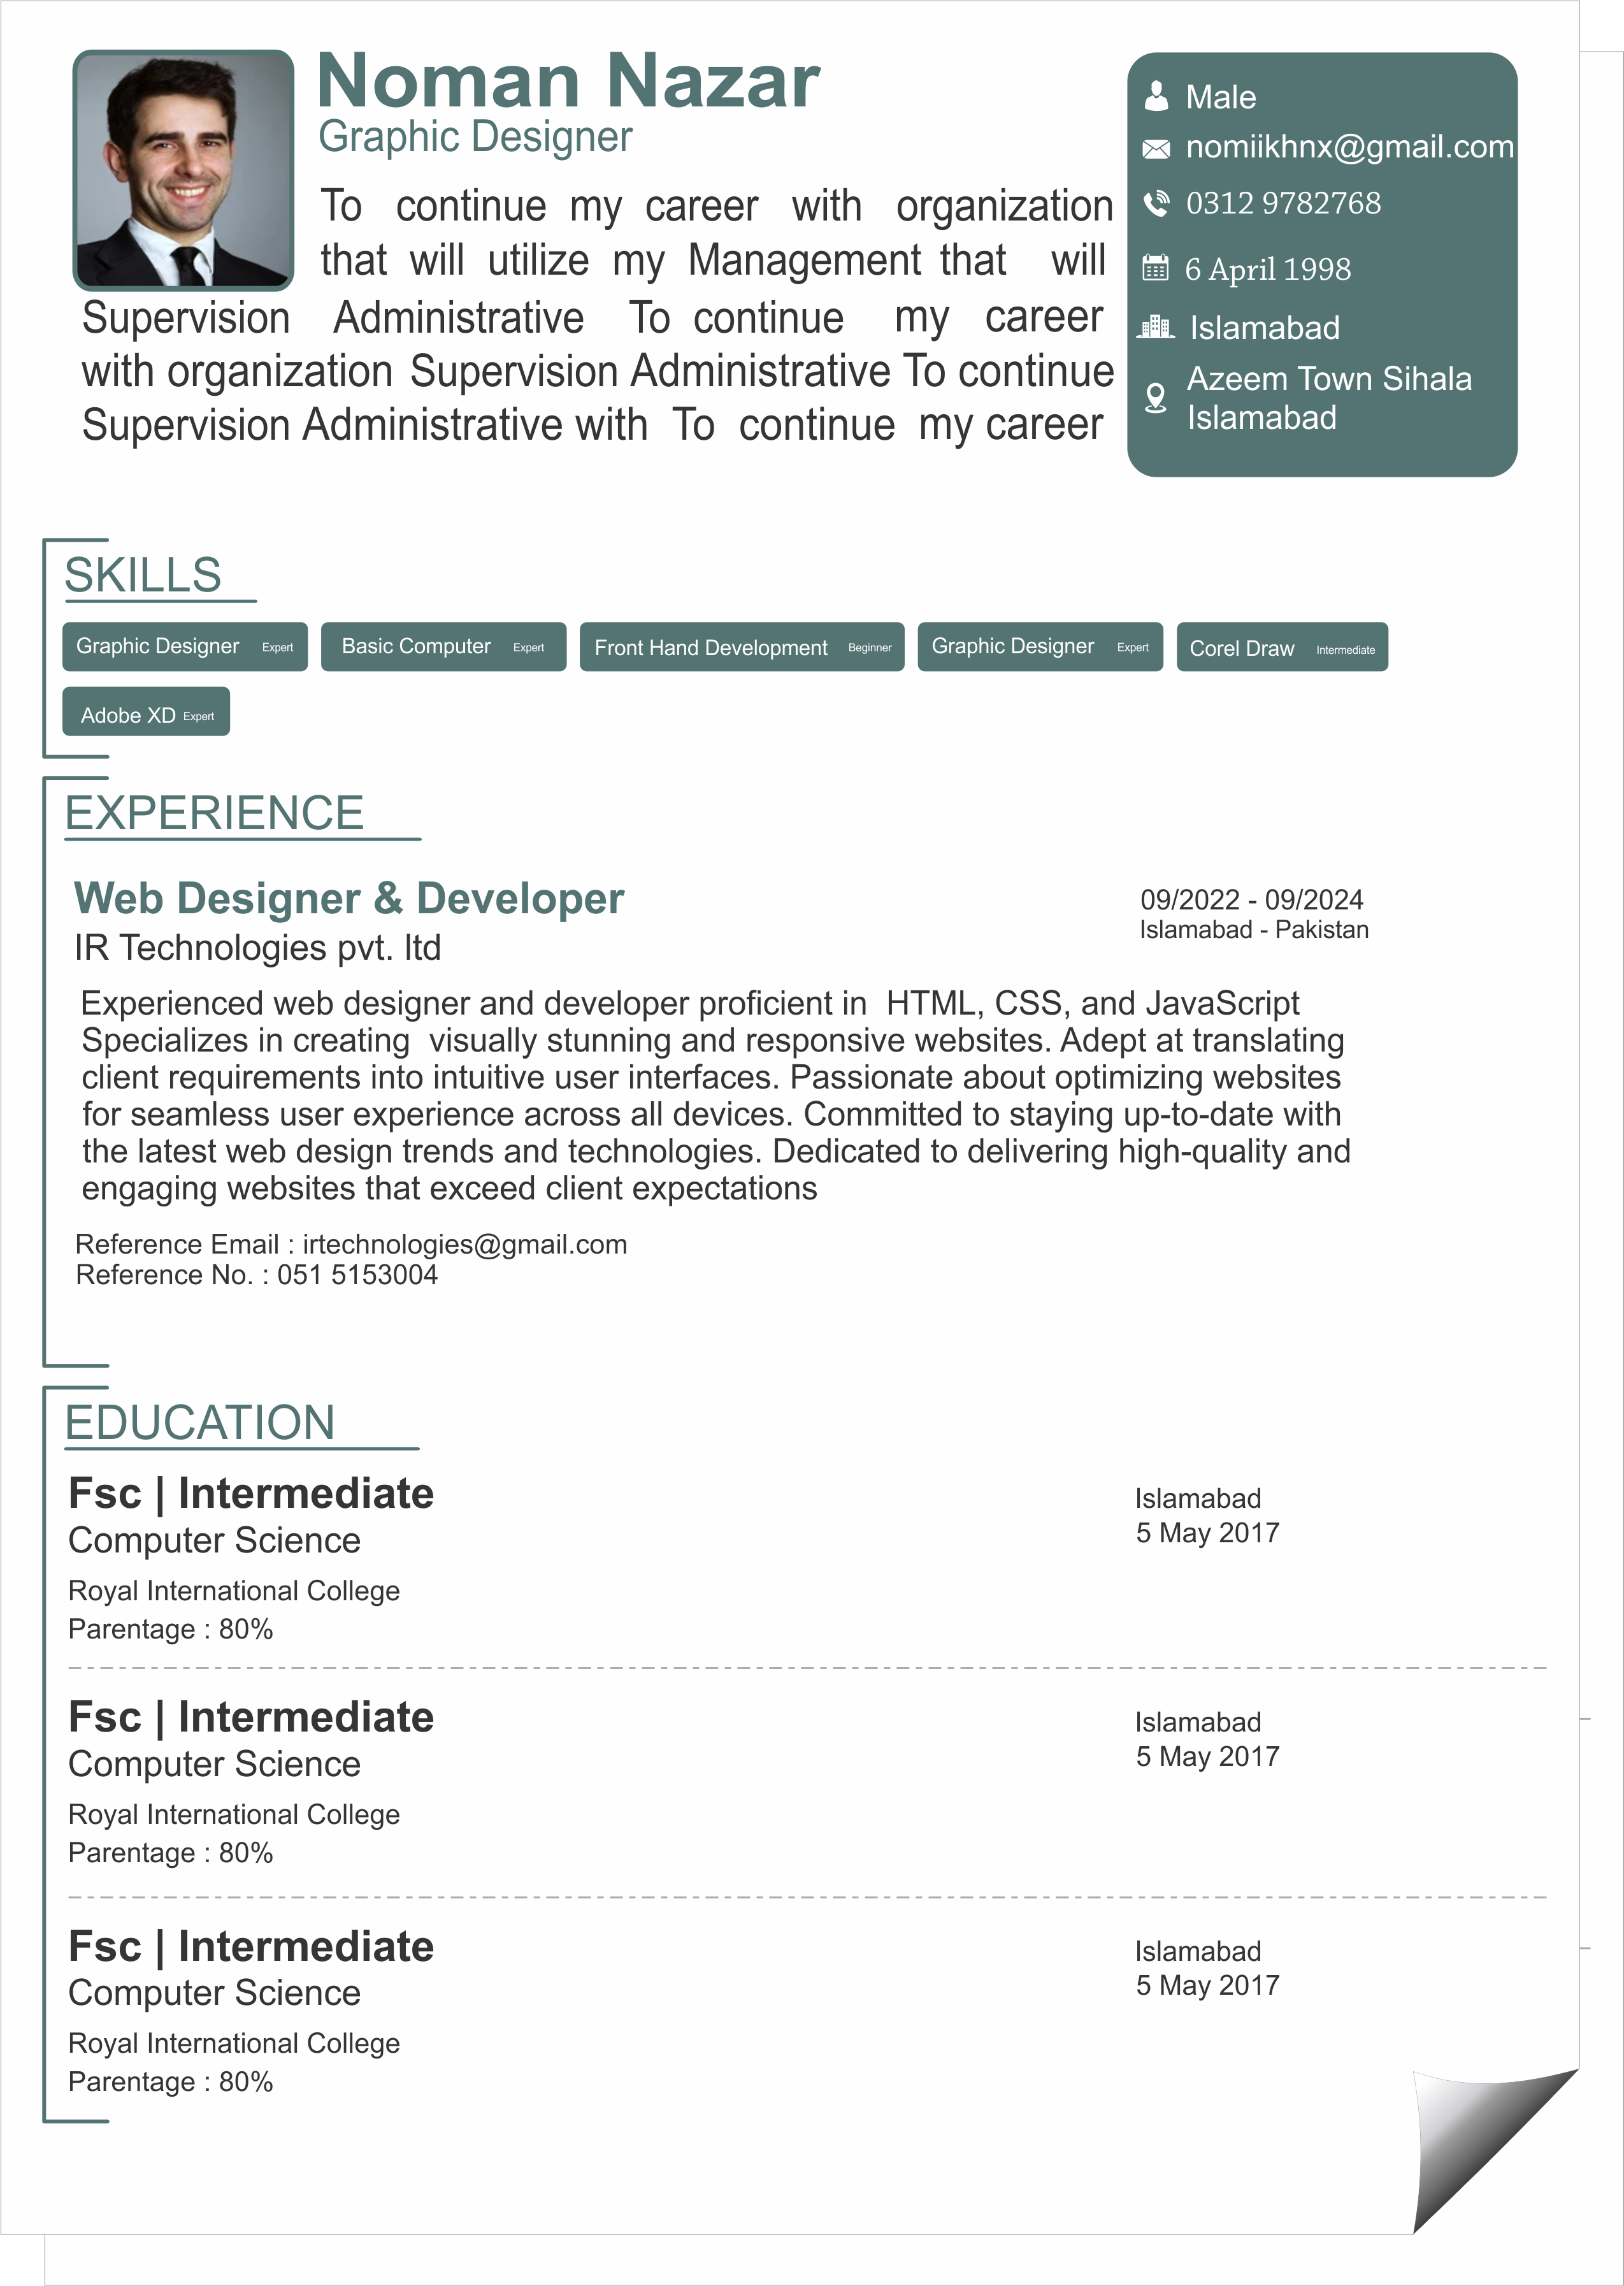 Noman Nazar
Graphic Designer
To continue my career with organization
that will utilize my Management that will
Supervision Administrative To continue my career
with organization Supervision Administrative To continue
Supervision Administrative with To continue my career
Male
nomiikhnx@gmail.com
0312 9782768
6 April 1998
Islamabad
Azeem Town Sihala
Islamabad
SKILLS
Graphic Designer Expert
Basic Computer Expert
Front Hand Development Beginner
Graphic Designer Expert
Corel Draw Intermediate
Adobe XD Expert
EXPERIENCE
Web Designer & Developer
09/2022 - 09/2024
IR Technologies pvt. ltd
Islamabad - Pakistan
Experienced web designer and developer proficient in HTML, CSS, and JavaScript
Specializes in creating visually stunning and responsive websites. Adept at translating
client requirements into intuitive user interfaces. Passionate about optimizing websites
for seamless user experience across all devices. Committed to staying up-to-date with
the latest web design trends and technologies. Dedicated to delivering high-quality and
engaging websites that exceed client expectations
Reference Email : irtechnologies@gmail.com
Reference No. : 051 5153004
EDUCATION
Fsc | Intermediate
Islamabad
Computer Science
5 May 2017
Royal International College
Parentage : 80%
Fsc | Intermediate
Islamabad
Computer Science
5 May 2017
Royal International College
Parentage : 80%
Fsc | Intermediate
Islamabad
Computer Science
5 May 2017
Royal International College
Parentage : 80%